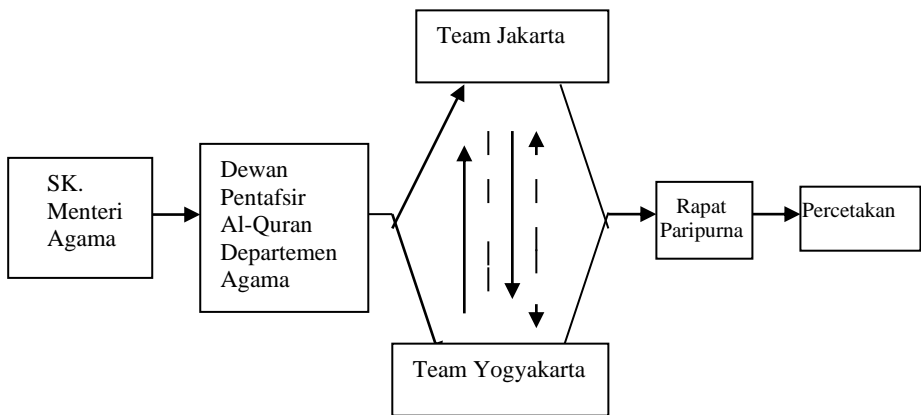 Team Jakarta
SK.
Menteri
Agama
Dewan
Pentafsir
Al-Quran
Departemen
Agama
Rapat
Paripurna
Percetakan
Team Yogyakarta